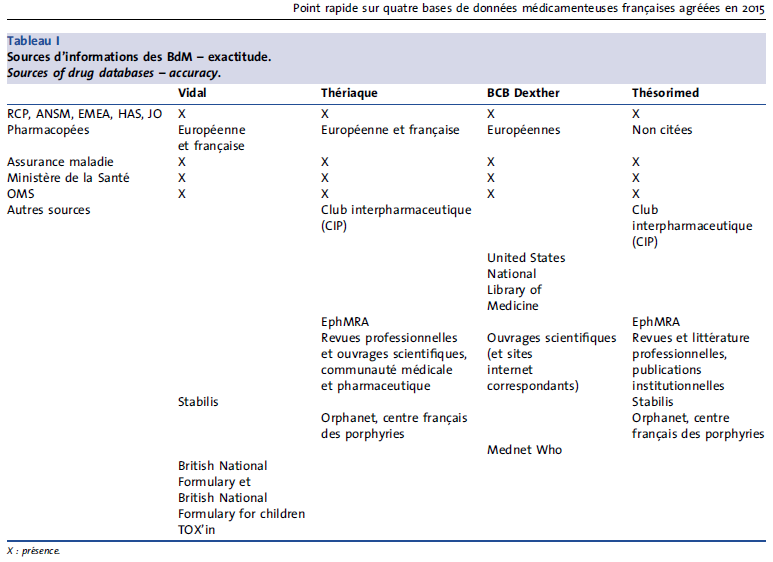 Point rapide sur quatre bases de données médicamenteuses françaises agréées en 2015
Tableau I
Sources d'informations des BdM – exactitude.
Sources of drug databases – accuracy.
Vidal Thériaque BCB Dexther Thésorimed
RCP, ANSM, EMEA, HAS, JO X X X X
Pharmacopées Européenne Européenne et française Européennes Non citées
et française
Assurance maladie X X X X
Ministère de la Santé X X X X
OMS X X X X
Autres sources Club interpharmaceutique Club
(CIP) interpharmaceutique
(CIP)
United States
National
Library of
Medicine
EphMRA EphMRA
Revues professionnelles Ouvrages scientifiques Revues et littérature
et ouvrages scientifiques, (et sites professionnelles,
communauté médicale internet publications
et pharmaceutique correspondants) institutionnelles
Stabilis Stabilis
Orphanet, centre français Orphanet, centre
des porphyries français des porphyries
Mednet Who
British National
Formulary et
British National
Formulary for children
TOX'in
X : présence.